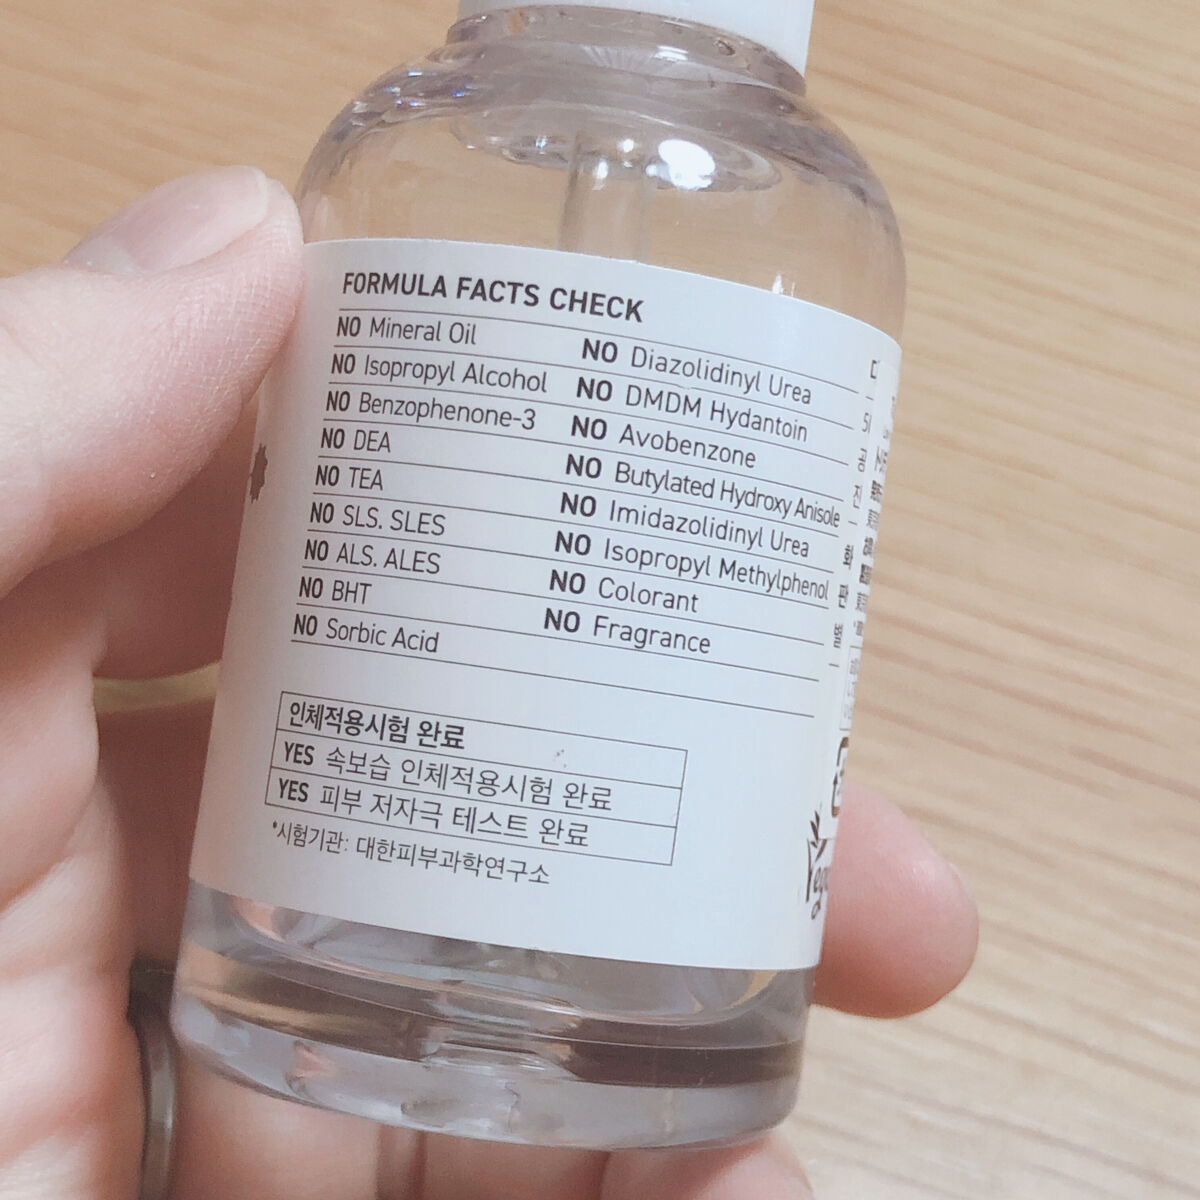 FORMULA FACTS CHECK
NO Mineral Oil
NO Isopropyl Alcohol
NO Benzophenone-3
NO DEA
NO TEA
NO SLS. SLES
NO ALS. ALES
NO BHT
NO Sorbic Acid
NO Diazolidinyl Urea
NO DMDM Hydantoin
NO Avobenzone
NO Butylated Hydroxy Anisole
NO Imidazolidinyl Urea
NO Isopropyl Methylphenol
NO Colorant
NO Fragrance
인체적용시험 완료
YES 속보습 인체적용시험 완료
YES 피부 저자극 테스트 완료
*시험기관: 대한피부과학연구소